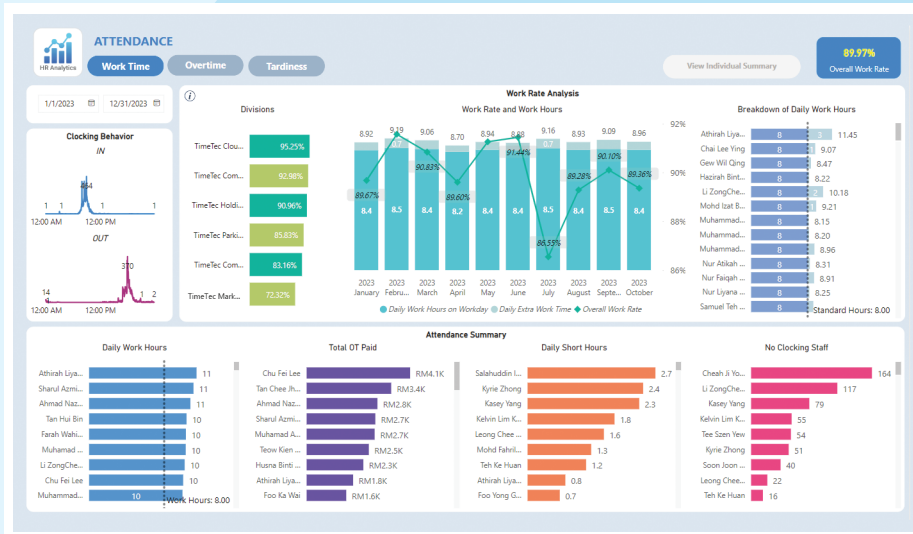 HR Analytics
ATTENDANCE
Work Time
Overtime
Tardiness
View Individual Summary
89.97%
Overall Work Rate
1/1/2023
12/31/2023
Clocking Behavior
IN
464
1 1 1 1
12:00 AM 12:00 PM
OUT
370
14 1 2
12:00 AM 12:00 PM
Work Rate Analysis
Divisions
TimeTec Clou... 95.25%
TimeTec Com... 92.98%
TimeTec Holdi... 90.96%
TimeTec Parki... 85.83%
TimeTec Com... 83.16%
TimeTec Mark... 72.32%
Work Rate and Work Hours
92%
90%
88%
86%
8.92 9.19 9.06 8.70 8.94 8.88 9.16 8.93 9.09 8.96
0.7 0.7
89.67% 90.83% 89.60% 91.44% 86.55% 89.28% 90.10% 89.36%
8.4 8.5 8.4 8.2 8.4 8.4 8.5 8.4 8.5 8.4
2023 2023 2023 2023 2023 2023 2023 2023 2023 2023
January Febru... March April May June July August Septe... October
Daily Work Hours on Workday Daily Extra Work Time Overall Work Rate
Breakdown of Daily Work Hours
Athirah Liya... 8 3 11.45
Chai Lee Ying 8 9.07
Gew Wil Qing 8 8.47
Hazirah Bint... 8 8.22
Li ZongChe... 8 2 10.18
Mohd Izat B... 8 1 9.21
Muhammad... 8 8.15
Muhammad... 8 8.20
Muhammad... 8 8.96
Nur Atikah ... 8 8.31
Nur Faiqah ... 8 8.91
Nur Liyana ... 8 8.25
Samuel Teh ... 8
Standard Hours: 8.00
Attendance Summary
Daily Work Hours
Athirah Liya... 11
Sharul Azmi... 11
Ahmad Naz... 11
Tan Hui Bin 10
Farah Wahi... 10
Muhamad ... 10
Li ZongChe... 10
Chu Fei Lee 10
Muhammad... 10
Work Hours: 8.00
Total OT Paid
Chu Fei Lee RM4.1K
Tan Chee Jh... RM3.4K
Ahmad Naz... RM2.8K
Sharul Azmi... RM2.7K
Muhamad A... RM2.7K
Teow Kien ... RM2.5K
Husna Binti ... RM2.3K
Athirah Liya... RM1.8K
Foo Ka Wai RM1.6K
Daily Short Hours
Salahuddin I... 2.7
Kyrie Zhong 2.4
Kasey Yang 2.3
Kelvin Lim K... 1.8
Leong Chee ... 1.6
Mohd Fahril... 1.3
Teh Ke Huan 1.2
Athirah Liya... 0.8
Foo Yong G... 0.7
No Clocking Staff
Cheah Ji Yo... 164
Li ZongChe... 117
Kasey Yang 79
Kelvin Lim K... 55
Tee Szen Yew 54
Kyrie Zhong 51
Soon Joon ... 40
Leong Chee... 22
Teh Ke Huan 16